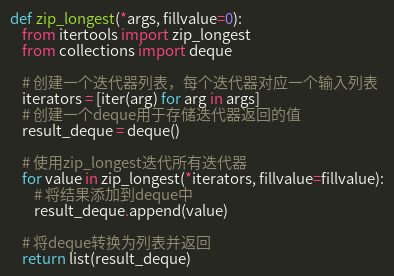 def zip_longest(*args, fillvalue=0):
from itertools import zip_longest
from collections import deque
# 创建一个迭代器列表，每个迭代器对应一个输入列表
iterators = [iter(arg) for arg in args]
# 创建一个deque用于存储迭代器返回的值
result_deque = deque()
# 使用zip_longest迭代所有迭代器
for value in zip_longest(*iterators, fillvalue=fillvalue):
# 将结果添加到deque中
result_deque.append(value)
# 将deque转换为列表并返回
return list(result_deque)